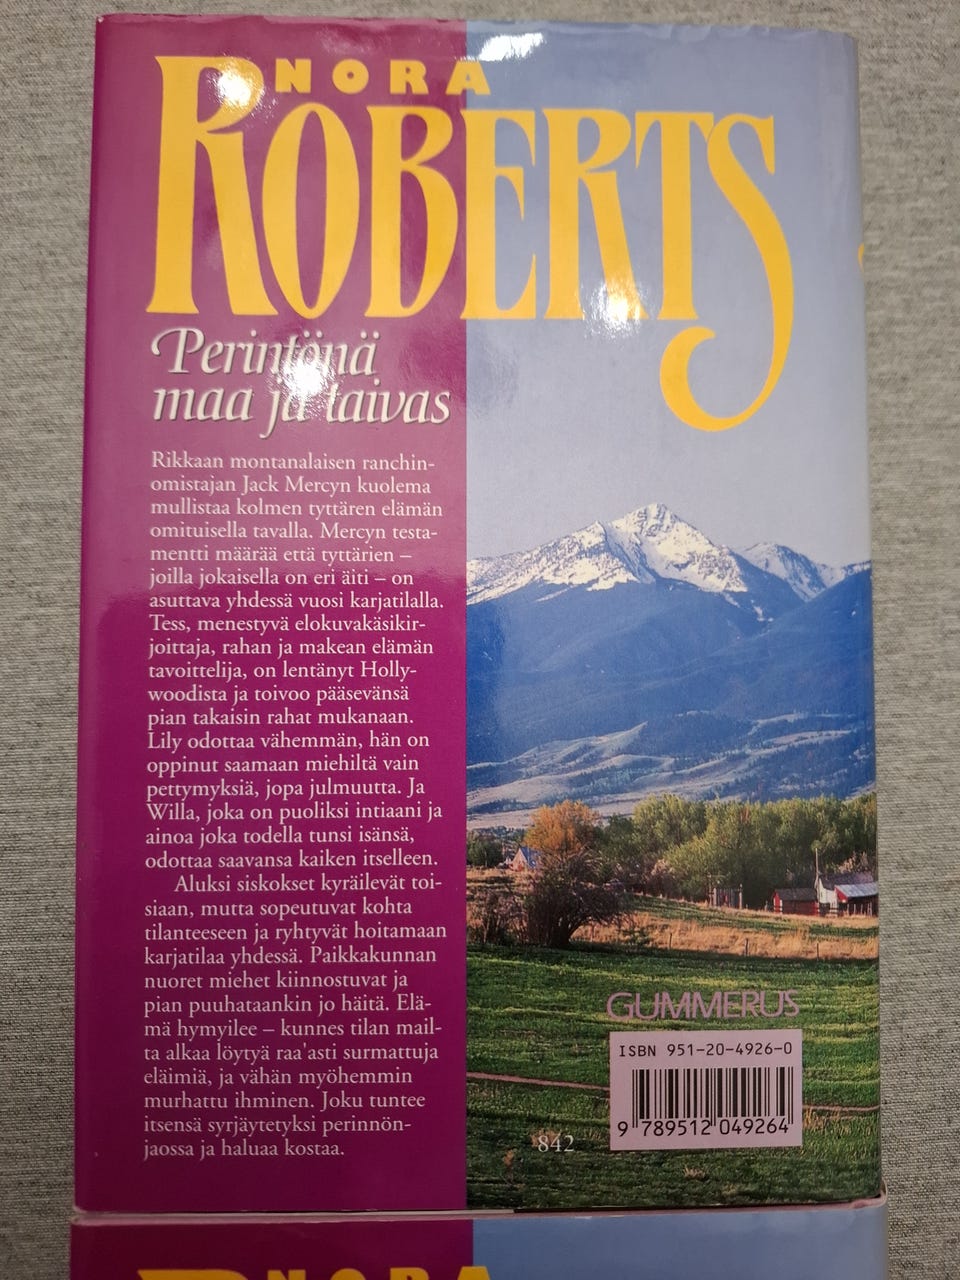 NORA
ROBERTS
Perintönä
maa ja taivas
Rikkaan montanalaisen ranchin-
omistajan Jack Mercyn kuolema
mullistaa kolmen tyttären elämän
omituisella tavalla. Mercyn testa-
mentti määrää että tyttärien –
joilla jokaisella on eri äiti – on
asuttava yhdessä vuosi karjatilalla.
Tess, menestyvä elokuvakäsikir-
joittaja, rahan ja makean elämän
tavoittelija, on lentänyt Holly-
woodista ja toivoo pääsevänsä
pian takaisin rahat mukanaan.
Lily odottaa vähemmän, hän on
oppinut saamaan miehiltä vain
pettymyksiä, jopa julmuutta. Ja
Willa, joka on puoliksi intiaani ja
ainoa joka todella tunsi isänsä,
odottaa saavansa kaiken itselleen.
Aluksi siskokset kyräilevät toi-
siaan, mutta sopeutuvat kohta
tilanteeseen ja ryhtyvät hoitamaan
karjatilaa yhdessä. Paikkakunnan
nuoret miehet kiinnostuvat ja
pian puuhataankin jo häitä. Elä-
mä hymyilee – kunnes tilan mail-
ta alkaa löytyä raa'asti surmattuja
eläimiä, ja vähän myöhemmin
murhattu ihminen. Joku tuntee
itsensä syrjäytetyksi perinnön-
jaossa ja haluaa kostaa.
GUMMERUS
ISBN 951-20-4926-0
9 789512 049264
842
NORA